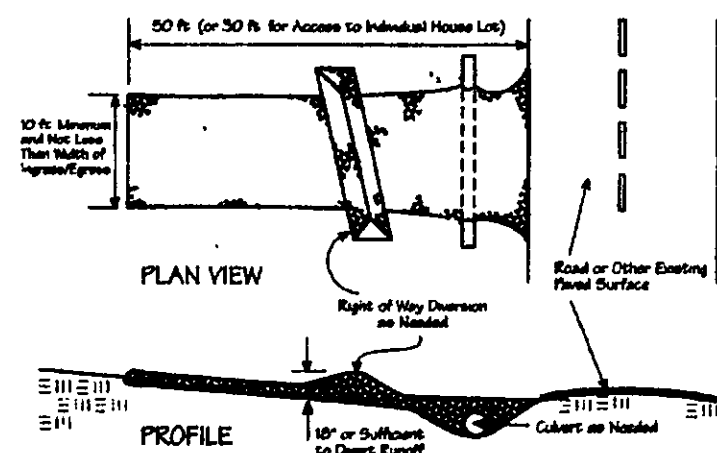 50 ft (or 30 ft for Access to Individual House Lot)
10 ft Minimum
and Not Less
Than Width of
Ingress/Egress
PLAN VIEW
Right of Way Diversion
as Needed
Road or Other Existing
Paved Surface
18" or Sufficient
to Divert Runoff
PROFILE
Culvert as Needed